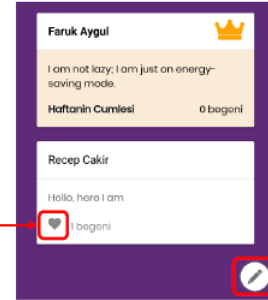 Faruk Aygul
I am not lazy; I am just on energy-
saving mode.
Haftanin Cumlesi 0 begeni
Recep Cakir
Hello, here I am
1 begeni